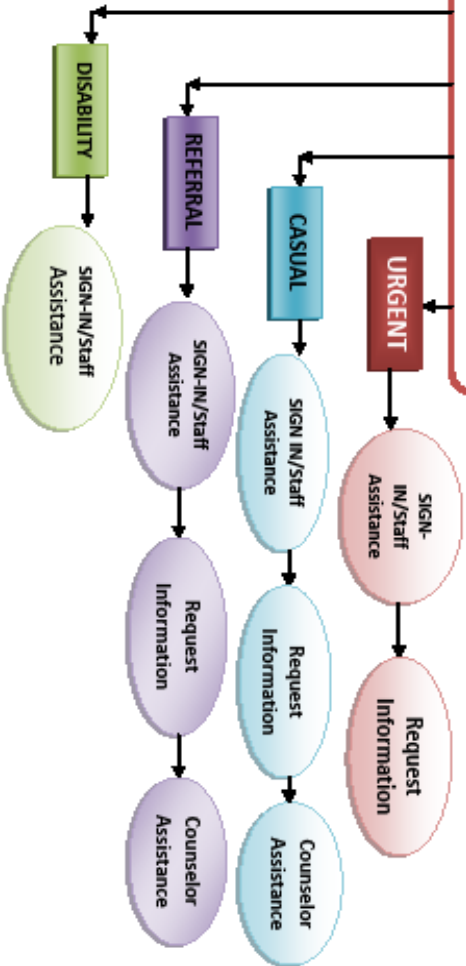 URGENT
SIGN-
IN/Staff
Assistance
Request
Information
CASUAL
SIGN IN/Staff
Assistance
Request
Information
Counselor
Assistance
REFERRAL
SIGN-IN/Staff
Assistance
Request
Information
Counselor
Assistance
DISABILITY
SIGN-IN/Staff
Assistance